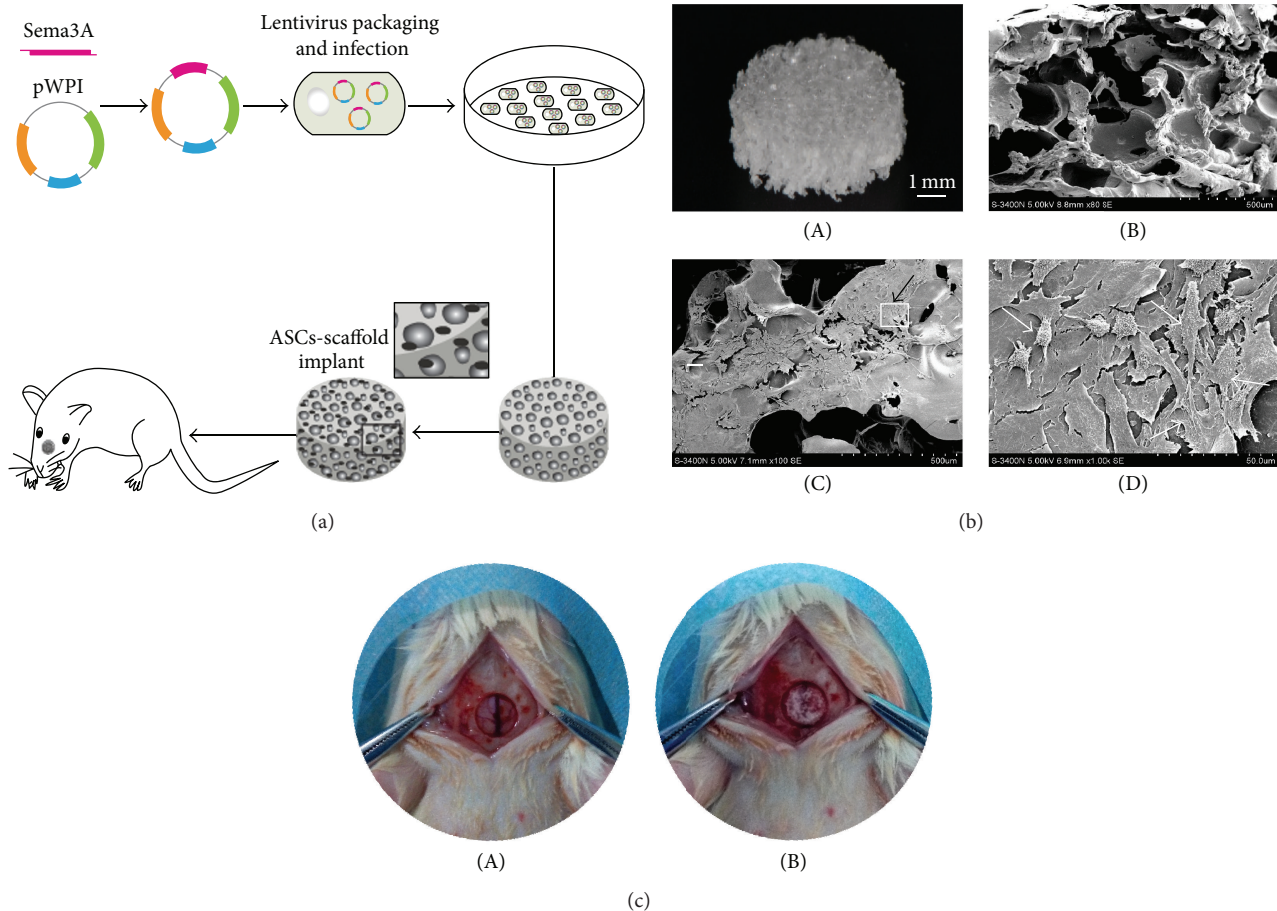 Sema3A
pWPI
Lentivirus packaging
and infection
ASCs-scaffold
implant
(a)
1 mm
(A)
S-3400N 5.00kV 8.8mm x80 SE 500um
(B)
S-3400N 5.00kV 7.1mm x100 SE 500um
(C)
S-3400N 5.00kV 6.9mm x1.00k SE 50.0um
(D)
(b)
(A)
(B)
(c)